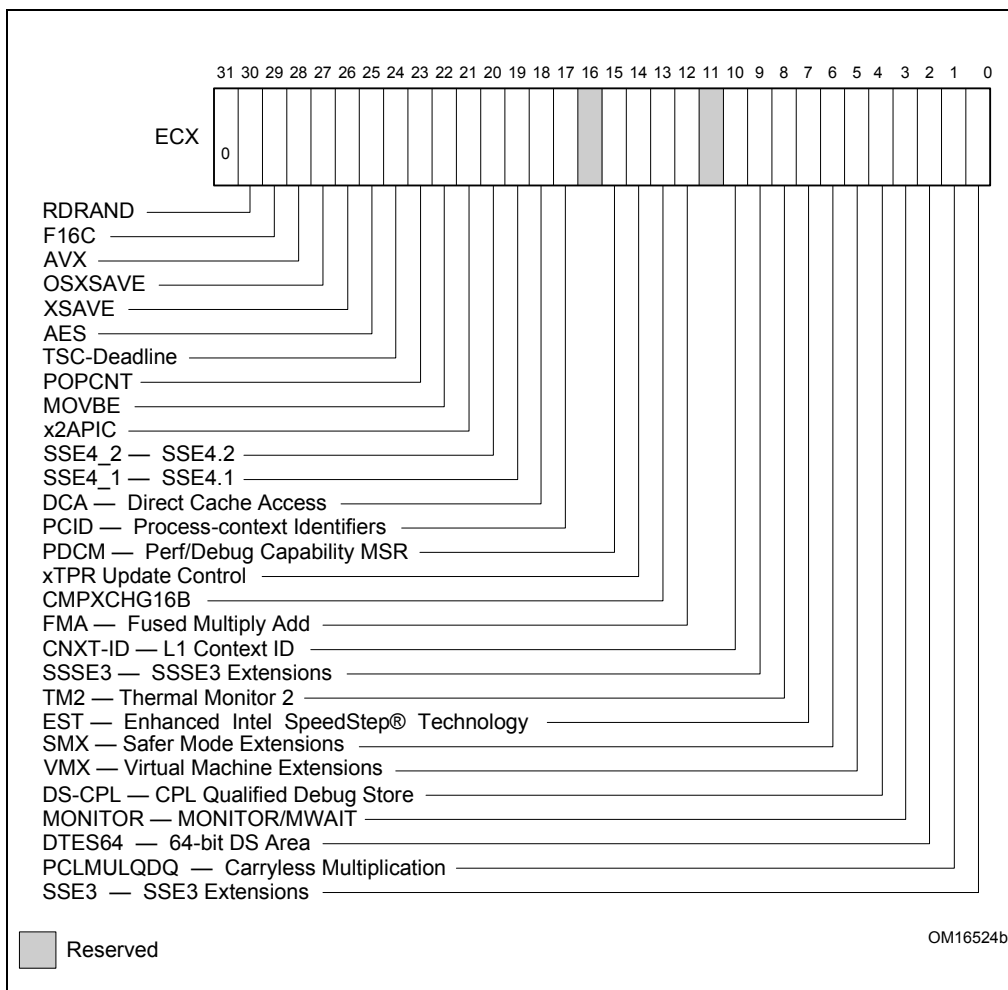 31 30 29 28 27 26 25 24 23 22 21 20 19 18 17 16 15 14 13 12 11 10 9 8 7 6 5 4 3 2 1 0
ECX
0
RDRAND
F16C
AVX
OSXSAVE
XSAVE
AES
TSC-Deadline
POPCNT
MOVBE
x2APIC
SSE4_2 — SSE4.2
SSE4_1 — SSE4.1
DCA — Direct Cache Access
PCID — Process-context Identifiers
PDCM — Perf/Debug Capability MSR
xTPR Update Control
CMPXCHG16B
FMA — Fused Multiply Add
CNXT-ID — L1 Context ID
SSSE3 — SSSE3 Extensions
TM2 — Thermal Monitor 2
EST — Enhanced Intel SpeedStep® Technology
SMX — Safer Mode Extensions
VMX — Virtual Machine Extensions
DS-CPL — CPL Qualified Debug Store
MONITOR — MONITOR/MWAIT
DTES64 — 64-bit DS Area
PCLMULQDQ — Carryless Multiplication
SSE3 — SSE3 Extensions
Reserved
OM16524b